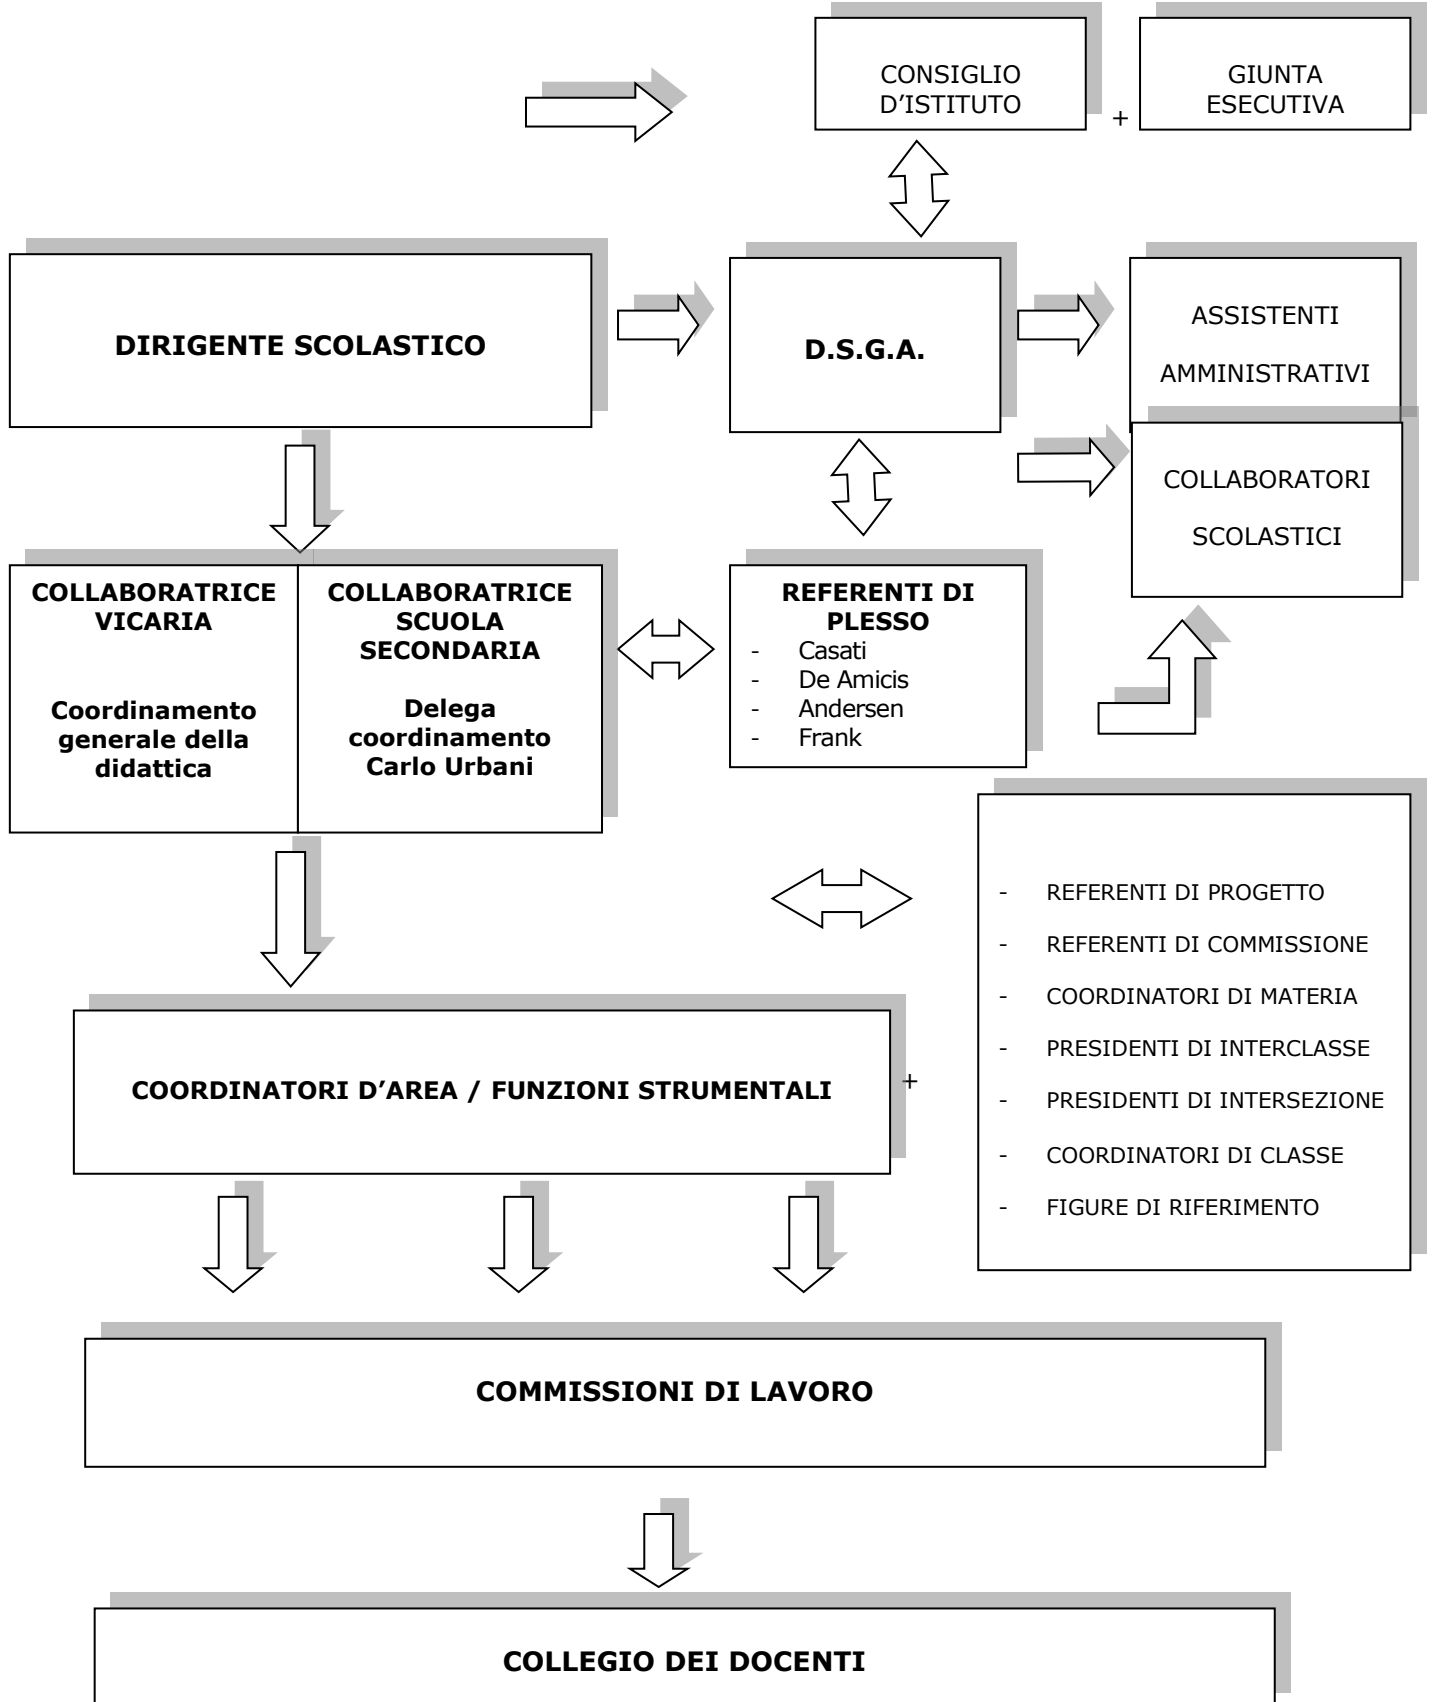 CONSIGLIO
D'ISTITUTO
+
GIUNTA
ESECUTIVA
DIRIGENTE SCOLASTICO
D.S.G.A.
ASSISTENTI
AMMINISTRATIVI
COLLABORATORI
SCOLASTICI
COLLABORATRICE
VICARIA
Coordinamento
generale della
didattica
COLLABORATRICE
SCUOLA
SECONDARIA
Delega
coordinamento
Carlo Urbani
REFERENTI DI
PLESSO
- Casati
- De Amicis
- Andersen
- Frank
- REFERENTI DI PROGETTO
- REFERENTI DI COMMISSIONE
- COORDINATORI DI MATERIA
- PRESIDENTI DI INTERCLASSE
- PRESIDENTI DI INTERSEZIONE
- COORDINATORI DI CLASSE
- FIGURE DI RIFERIMENTO
COORDINATORI D'AREA / FUNZIONI STRUMENTALI
+
COMMISSIONI DI LAVORO
COLLEGIO DEI DOCENTI